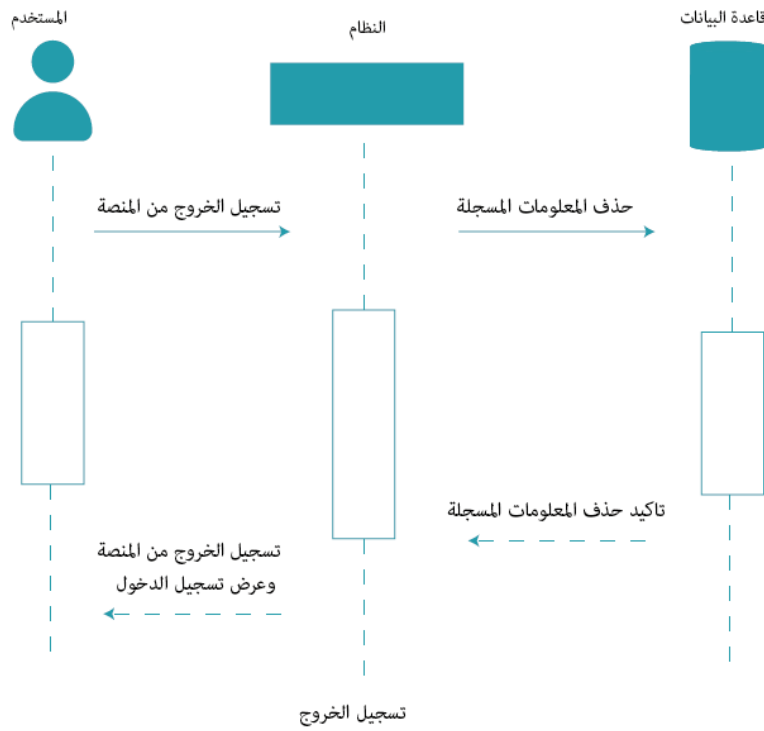 المستخدم
النظام
قاعدة البيانات
تسجيل الخروج من المنصة
حذف المعلومات المسجلة
تاكيد حذف المعلومات المسجلة
تسجيل الخروج من المنصة
وعرض تسجيل الدخول
تسجيل الخروج